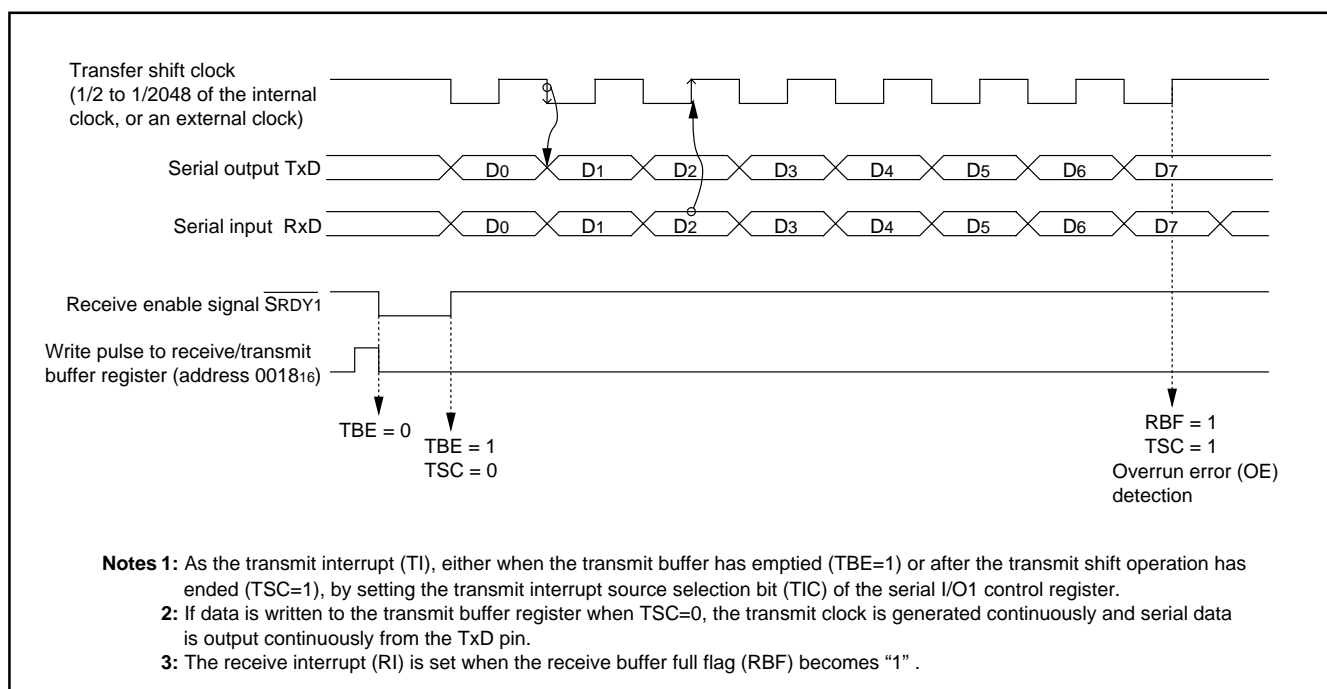 Transfer shift clock
(1/2 to 1/2048 of the internal
clock, or an external clock)
Serial output TxD
D0 D1 D2 D3 D4 D5 D6 D7
Serial input RxD
D0 D1 D2 D3 D4 D5 D6 D7
Receive enable signal SRDY1
Write pulse to receive/transmit
buffer register (address 001816)
TBE = 0
TBE = 1
TSC = 0
RBF = 1
TSC = 1
Overrun error (OE)
detection
Notes 1: As the transmit interrupt (TI), either when the transmit buffer has emptied (TBE=1) or after the transmit shift operation has
ended (TSC=1), by setting the transmit interrupt source selection bit (TIC) of the serial I/O1 control register.
2: If data is written to the transmit buffer register when TSC=0, the transmit clock is generated continuously and serial data
is output continuously from the TxD pin.
3: The receive interrupt (RI) is set when the receive buffer full flag (RBF) becomes “1” .